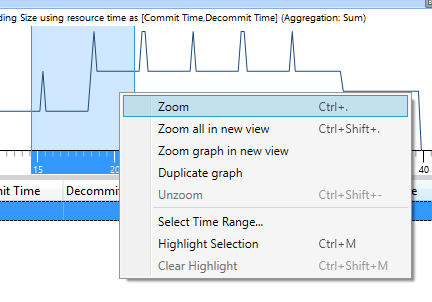 ding Size using resource time as [Commit Time,Decommit Time] (Aggregation: Sum)
Zoom Ctrl+.
Zoom all in new view Ctrl+Shift+.
Zoom graph in new view
Duplicate graph
Unzoom Ctrl+Shift+-
Select Time Range...
Highlight Selection Ctrl+M
Clear Highlight Ctrl+Shift+M
15 20 40
nit Time Decommit e